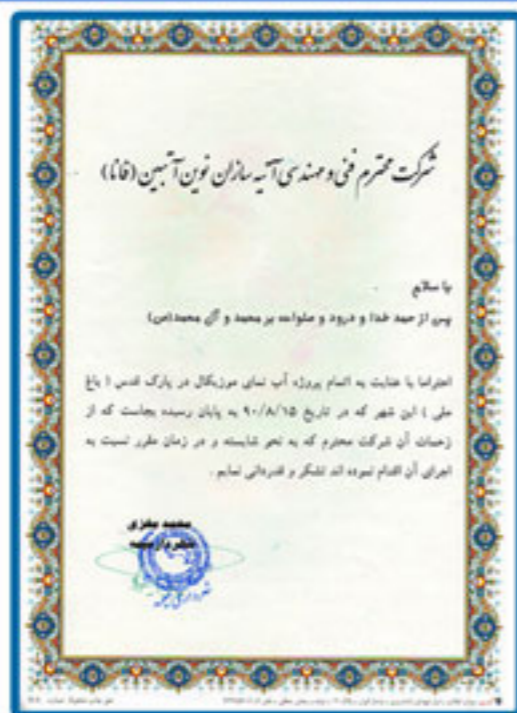 شرکت محترم فنی و مهندسی آتیه سازان نوین آتبین (فانا)
با سلام
پس از حمد خدا و درود و صلوات بر محمد و آل محمد(ص)
احتراما با عنایت به اتمام پروژه آب نمای موزیکال در پارک قدس ( باغ
ملی ) این شهر که در تاریخ ۹۰/۸/۱۵ به پایان رسیده بجاست که از
زحمات آن شرکت محترم که به نحو شایسته و در زمان مقرر نسبت به
اجرای آن اقدام نموده اند تشکر و قدردانی نمایم .
محمد
شهردار